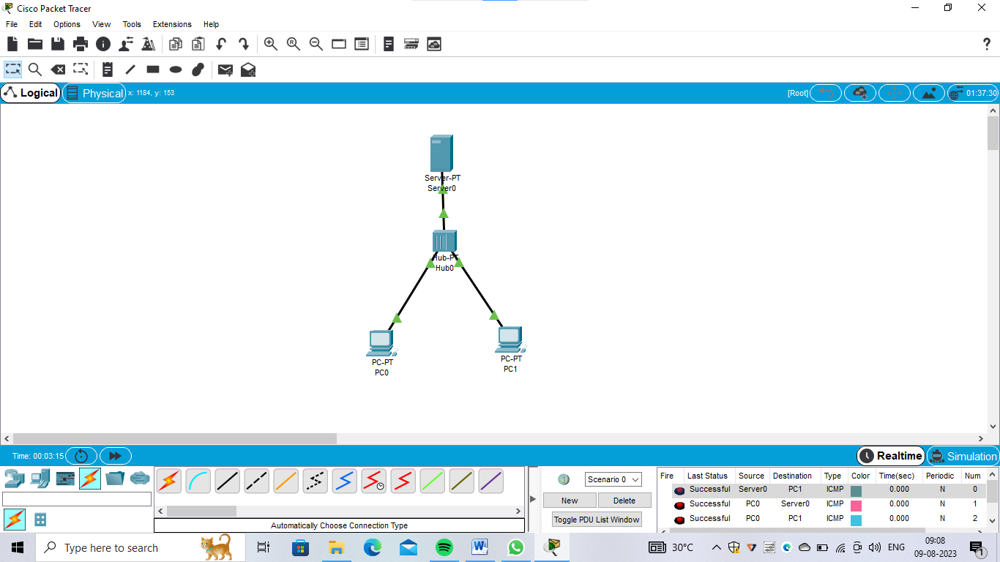 Cisco Packet Tracer
File Edit Options View Tools Extensions Help
?
Logical Physical x: 1184, y: 153 [Root] 01:37:30
Server-PT
Server0
Hub-PT
Hub0
PC-PT
PC0
PC-PT
PC1
Time: 00:03:15 Realtime Simulation
Scenario 0
New Delete
Toggle PDU List Window
Automatically Choose Connection Type
Fire Last Status Source Destination Type Color Time(sec) Periodic Num
Successful Server0 PC1 ICMP 0.000 N 0
Successful PC0 Server0 ICMP 0.000 N 1
Successful PC0 PC1 ICMP 0.000 N 2
Type here to search
30°C ENG 09:08
09-08-2023
1